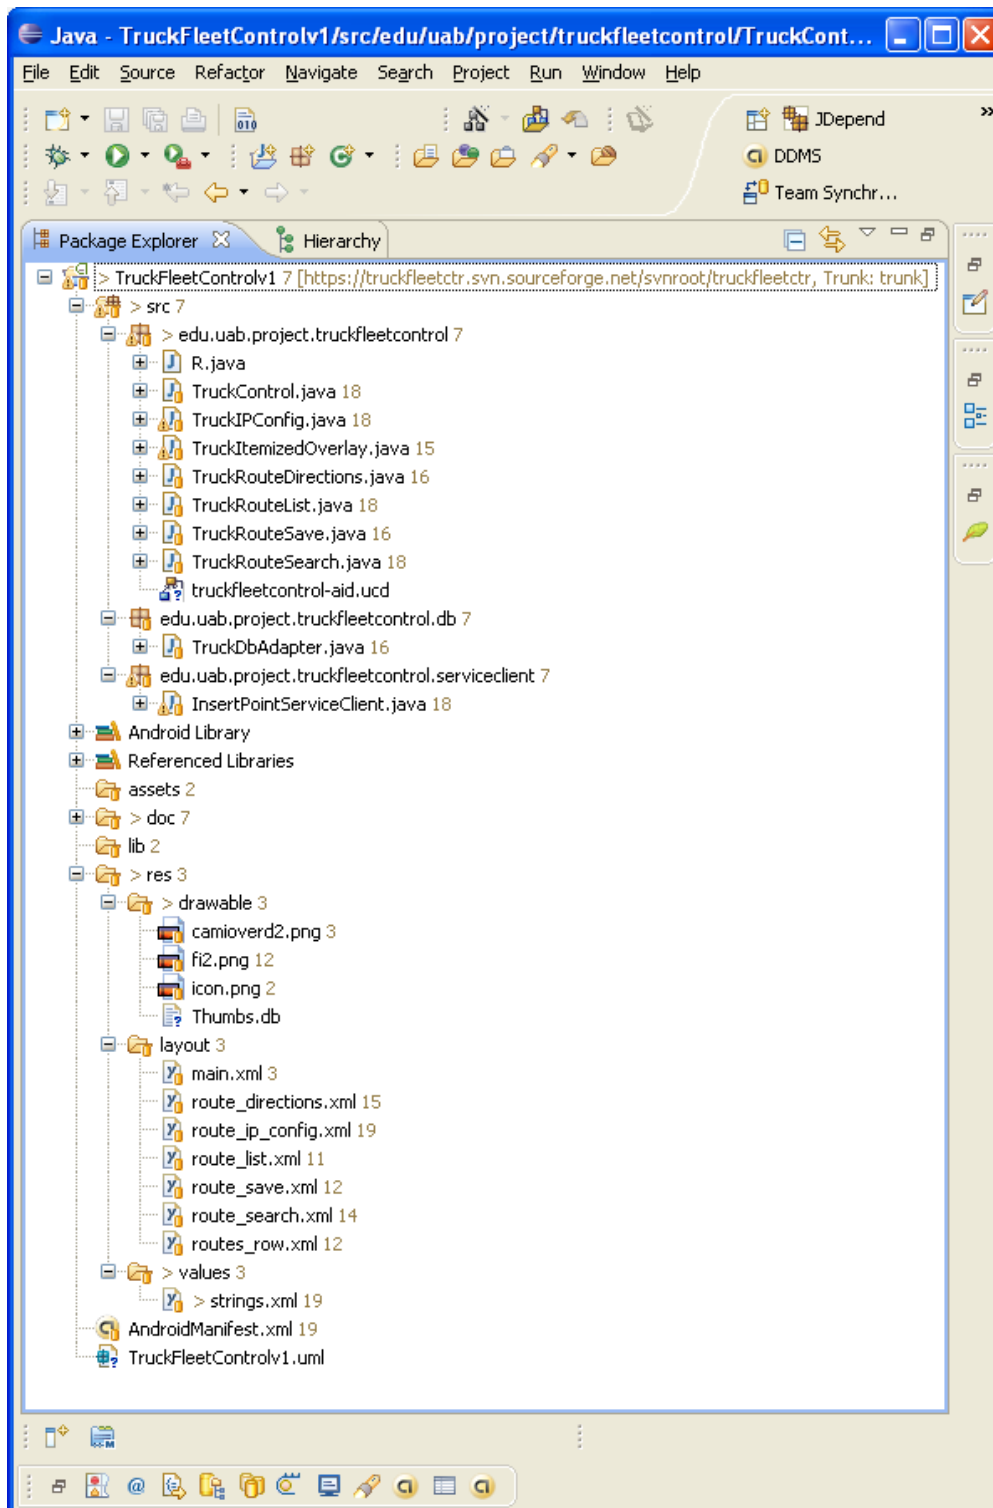 Java - TruckFleetControlv1/src/edu/uab/project/truckfleetcontrol/TruckCont...
File Edit Source Refactor Navigate Search Project Run Window Help
010
JDepend
DDMS
Team Synchr...
Package Explorer
Hierarchy
> TruckFleetControlv1 7 [https://truckfleetctr.svn.sourceforge.net/svnroot/truckfleetctr, Trunk: trunk]
> src 7
> edu.uab.project.truckfleetcontrol 7
R.java
TruckControl.java 18
TruckIPConfig.java 18
TruckItemizedOverlay.java 15
TruckRouteDirections.java 16
TruckRouteList.java 18
TruckRouteSave.java 16
TruckRouteSearch.java 18
truckfleetcontrol-aid.ucd
edu.uab.project.truckfleetcontrol.db 7
TruckDbAdapter.java 16
edu.uab.project.truckfleetcontrol.serviceclient 7
InsertPointServiceClient.java 18
Android Library
Referenced Libraries
assets 2
> doc 7
lib 2
> res 3
> drawable 3
camioverd2.png 3
fi2.png 12
icon.png 2
Thumbs.db
layout 3
main.xml 3
route_directions.xml 15
route_ip_config.xml 19
route_list.xml 11
route_save.xml 12
route_search.xml 14
routes_row.xml 12
> values 3
> strings.xml 19
AndroidManifest.xml 19
TruckFleetControlv1.uml